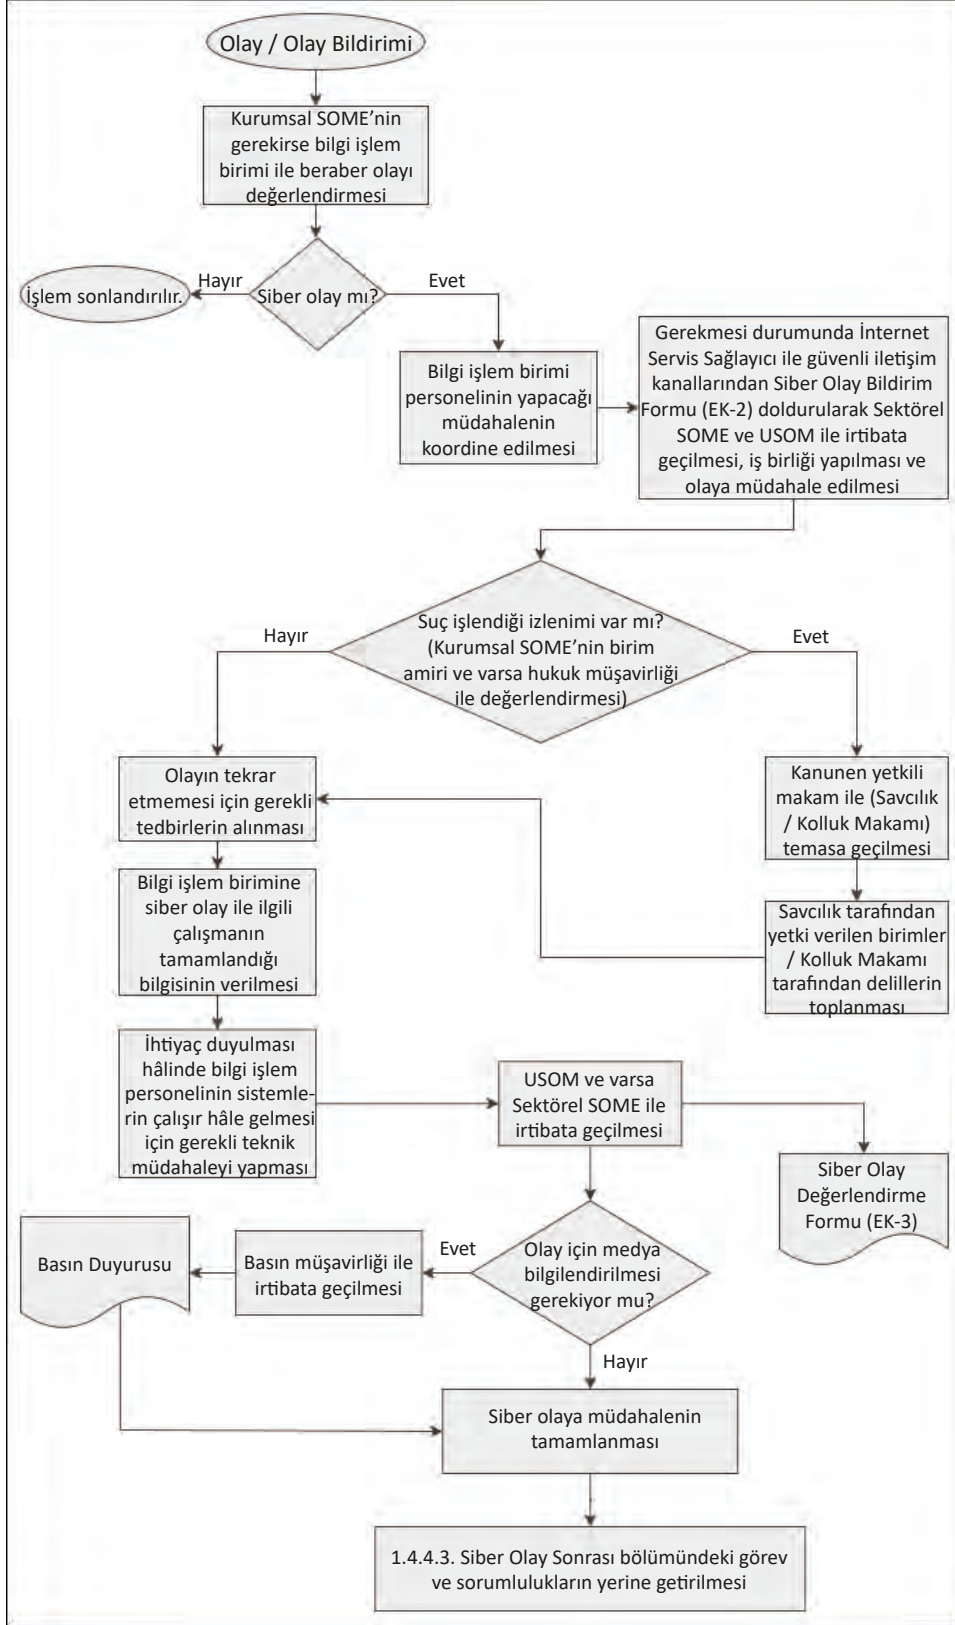 Olay / Olay Bildirimi
Kurumsal SOME’nin
gerekirse bilgi işlem
birimi ile beraber olayı
değerlendirmesi
Siber olay mı?
Hayır
İşlem sonlandırılır.
Evet
Bilgi işlem birimi
personelinin yapacağı
müdahalenin
koordine edilmesi
Gerekmesi durumunda İnternet
Servis Sağlayıcı ile güvenli iletişim
kanallarından Siber Olay Bildirim
Formu (EK-2) doldurularak Sektörel
SOME ve USOM ile irtibata
geçilmesi, iş birliği yapılması ve
olaya müdahale edilmesi
Suç işlendiği izlenimi var mı?
(Kurumsal SOME’nin birim
amiri ve varsa hukuk müşavirliği
ile değerlendirmesi)
Hayır
Evet
Olayın tekrar
etmemesi için gerekli
tedbirlerin alınması
Kanunen yetkili
makam ile (Savcılık
/ Kolluk Makamı)
temasa geçilmesi
Savcılık tarafından
yetki verilen birimler
/ Kolluk Makamı
tarafından delillerin
toplanması
Bilgi işlem birimine
siber olay ile ilgili
çalışmanın
tamamlandığı
bilgisinin verilmesi
İhtiyaç duyulması
hâlinde bilgi işlem
personelinin sistemle-
rin çalışır hâle gelmesi
için gerekli teknik
müdahaleyi yapması
USOM ve varsa
Sektörel SOME ile
irtibata geçilmesi
Siber Olay
Değerlendirme
Formu (EK-3)
Olay için medya
bilgilendirilmesi
gerekiyor mu?
Evet
Basın müşavirliği ile
irtibata geçilmesi
Basın Duyurusu
Hayır
Siber olaya müdahalenin
tamamlanması
1.4.4.3. Siber Olay Sonrası bölümündeki görev
ve sorumlulukların yerine getirilmesi